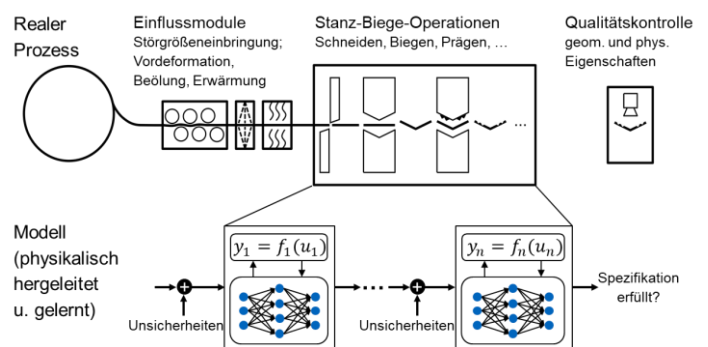 Realer
Prozess
Einflussmodule
Störgrößeneinbringung;
Vordeformation,
Beölung, Erwärmung
Stanz-Biege-Operationen
Schneiden, Biegen, Prägen, ...
Qualitätskontrolle
geom. und phys.
Eigenschaften
...
Modell
(physikalisch
hergeleitet
u. gelernt)
Unsicherheiten
y₁ = f₁(u₁)
Unsicherheiten
yₙ = fₙ(uₙ)
Spezifikation
erfüllt?